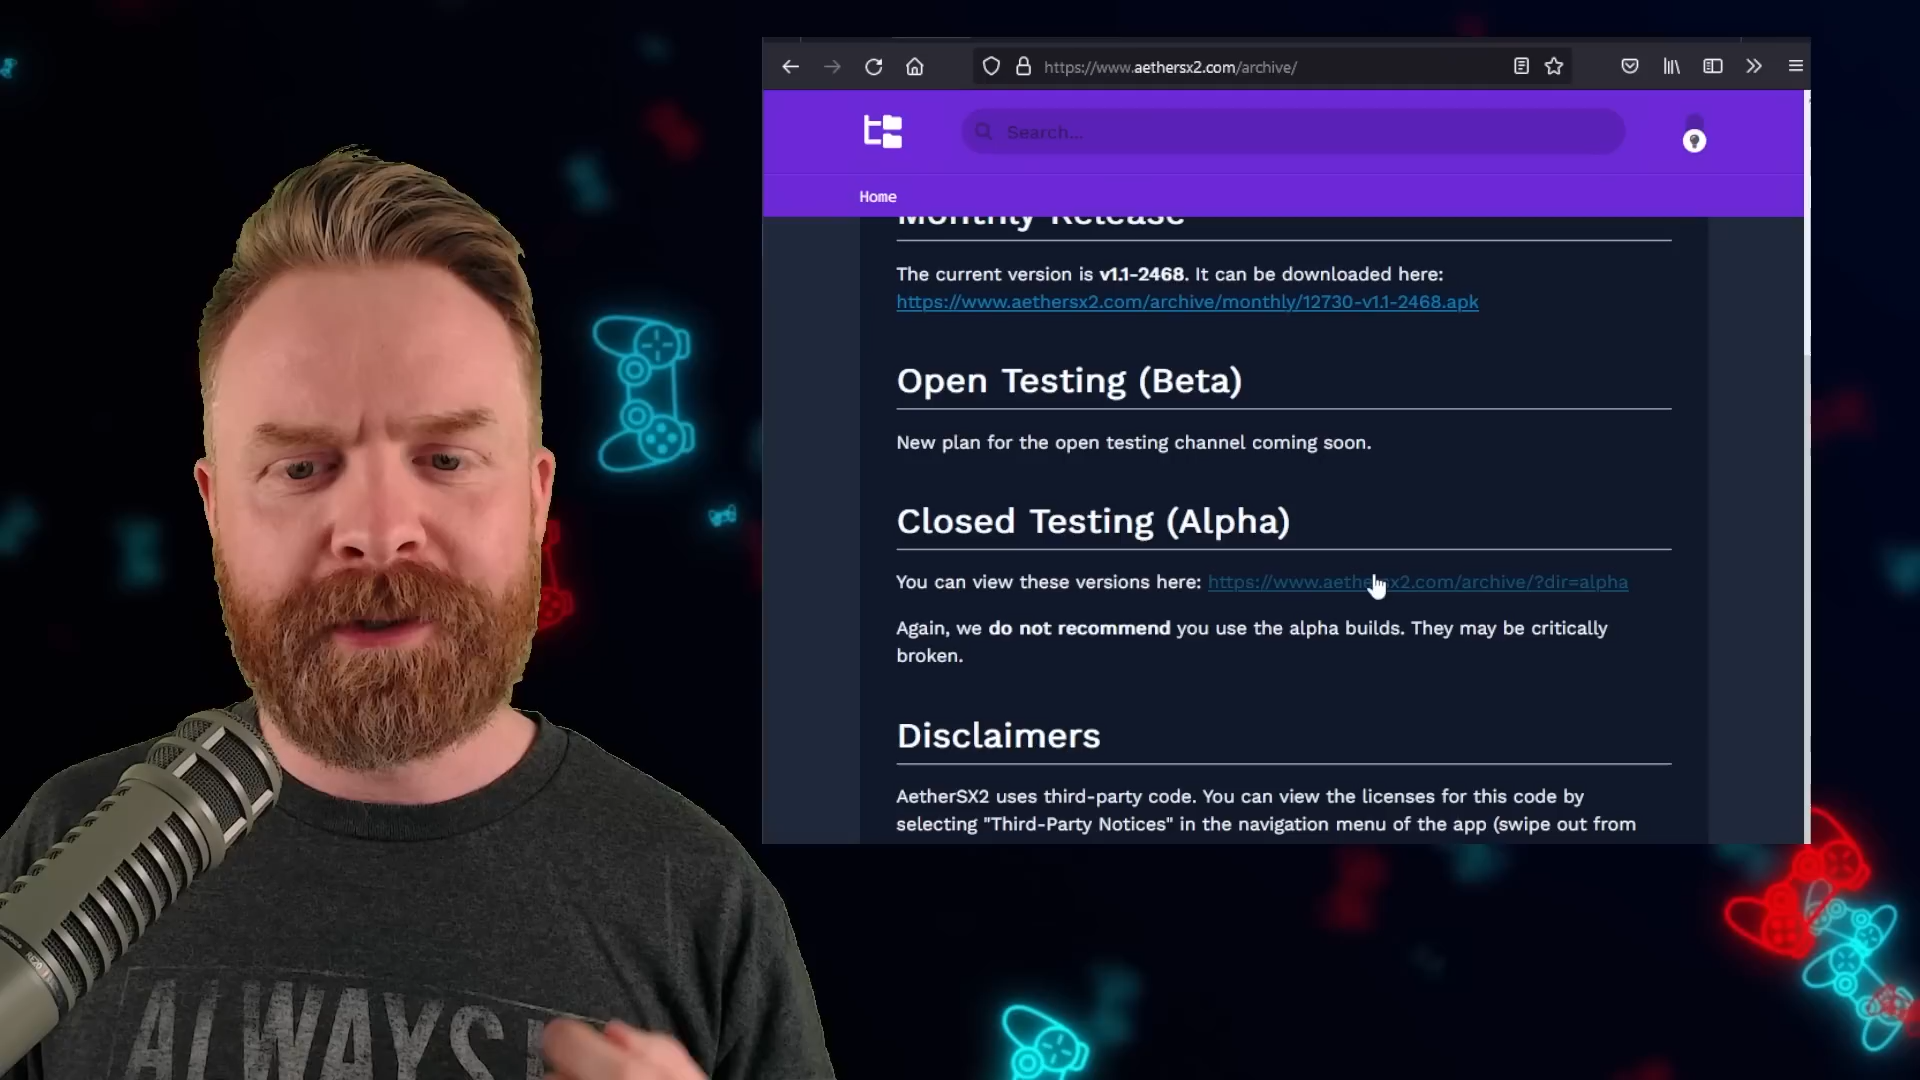 https://www.aethersx2.com/archive/
Search...
Home
Monthly Release
The current version is v1.1-2468. It can be downloaded here:
https://www.aethersx2.com/archive/monthly/12730-v1.1-2468.apk
Open Testing (Beta)
New plan for the open testing channel coming soon.
Closed Testing (Alpha)
You can view these versions here: https://www.aethersx2.com/archive/?dir=alpha
Again, we do not recommend you use the alpha builds. They may be critically
broken.
Disclaimers
AetherSX2 uses third-party code. You can view the licenses for this code by
selecting "Third-Party Notices" in the navigation menu of the app (swipe out from
ALWAYS